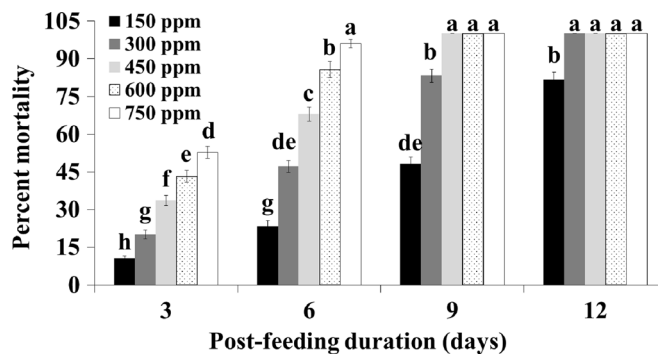 150 ppm
300 ppm
450 ppm
600 ppm
750 ppm
Percent mortality
105
90
75
60
45
30
15
0
h g f e d
g de c b a
de b a a a
b a a a a
3 6 9 12
Post-feeding duration (days)